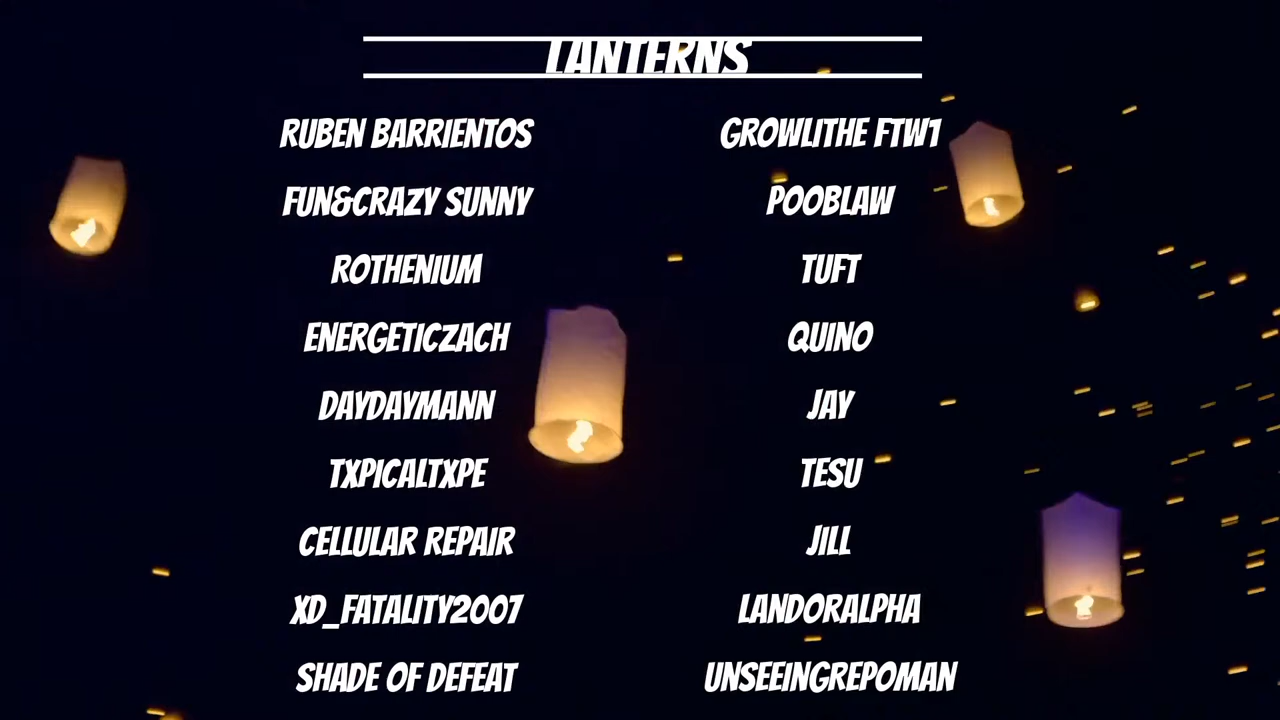 LANTERNS
RUBEN BARRIENTOS
GROWLITHE FTW1
FUN&CRAZY SUNNY
POOBLAW
ROTHENIUM
TUFT
ENERGETICZACH
QUINO
DAYDAYMANN
JAY
TXPICALTXPE
TESU
CELLULAR REPAIR
JILL
XD_FATALITY2007
LANDORALPHA
SHADE OF DEFEAT
UNSEEINGREPOMAN